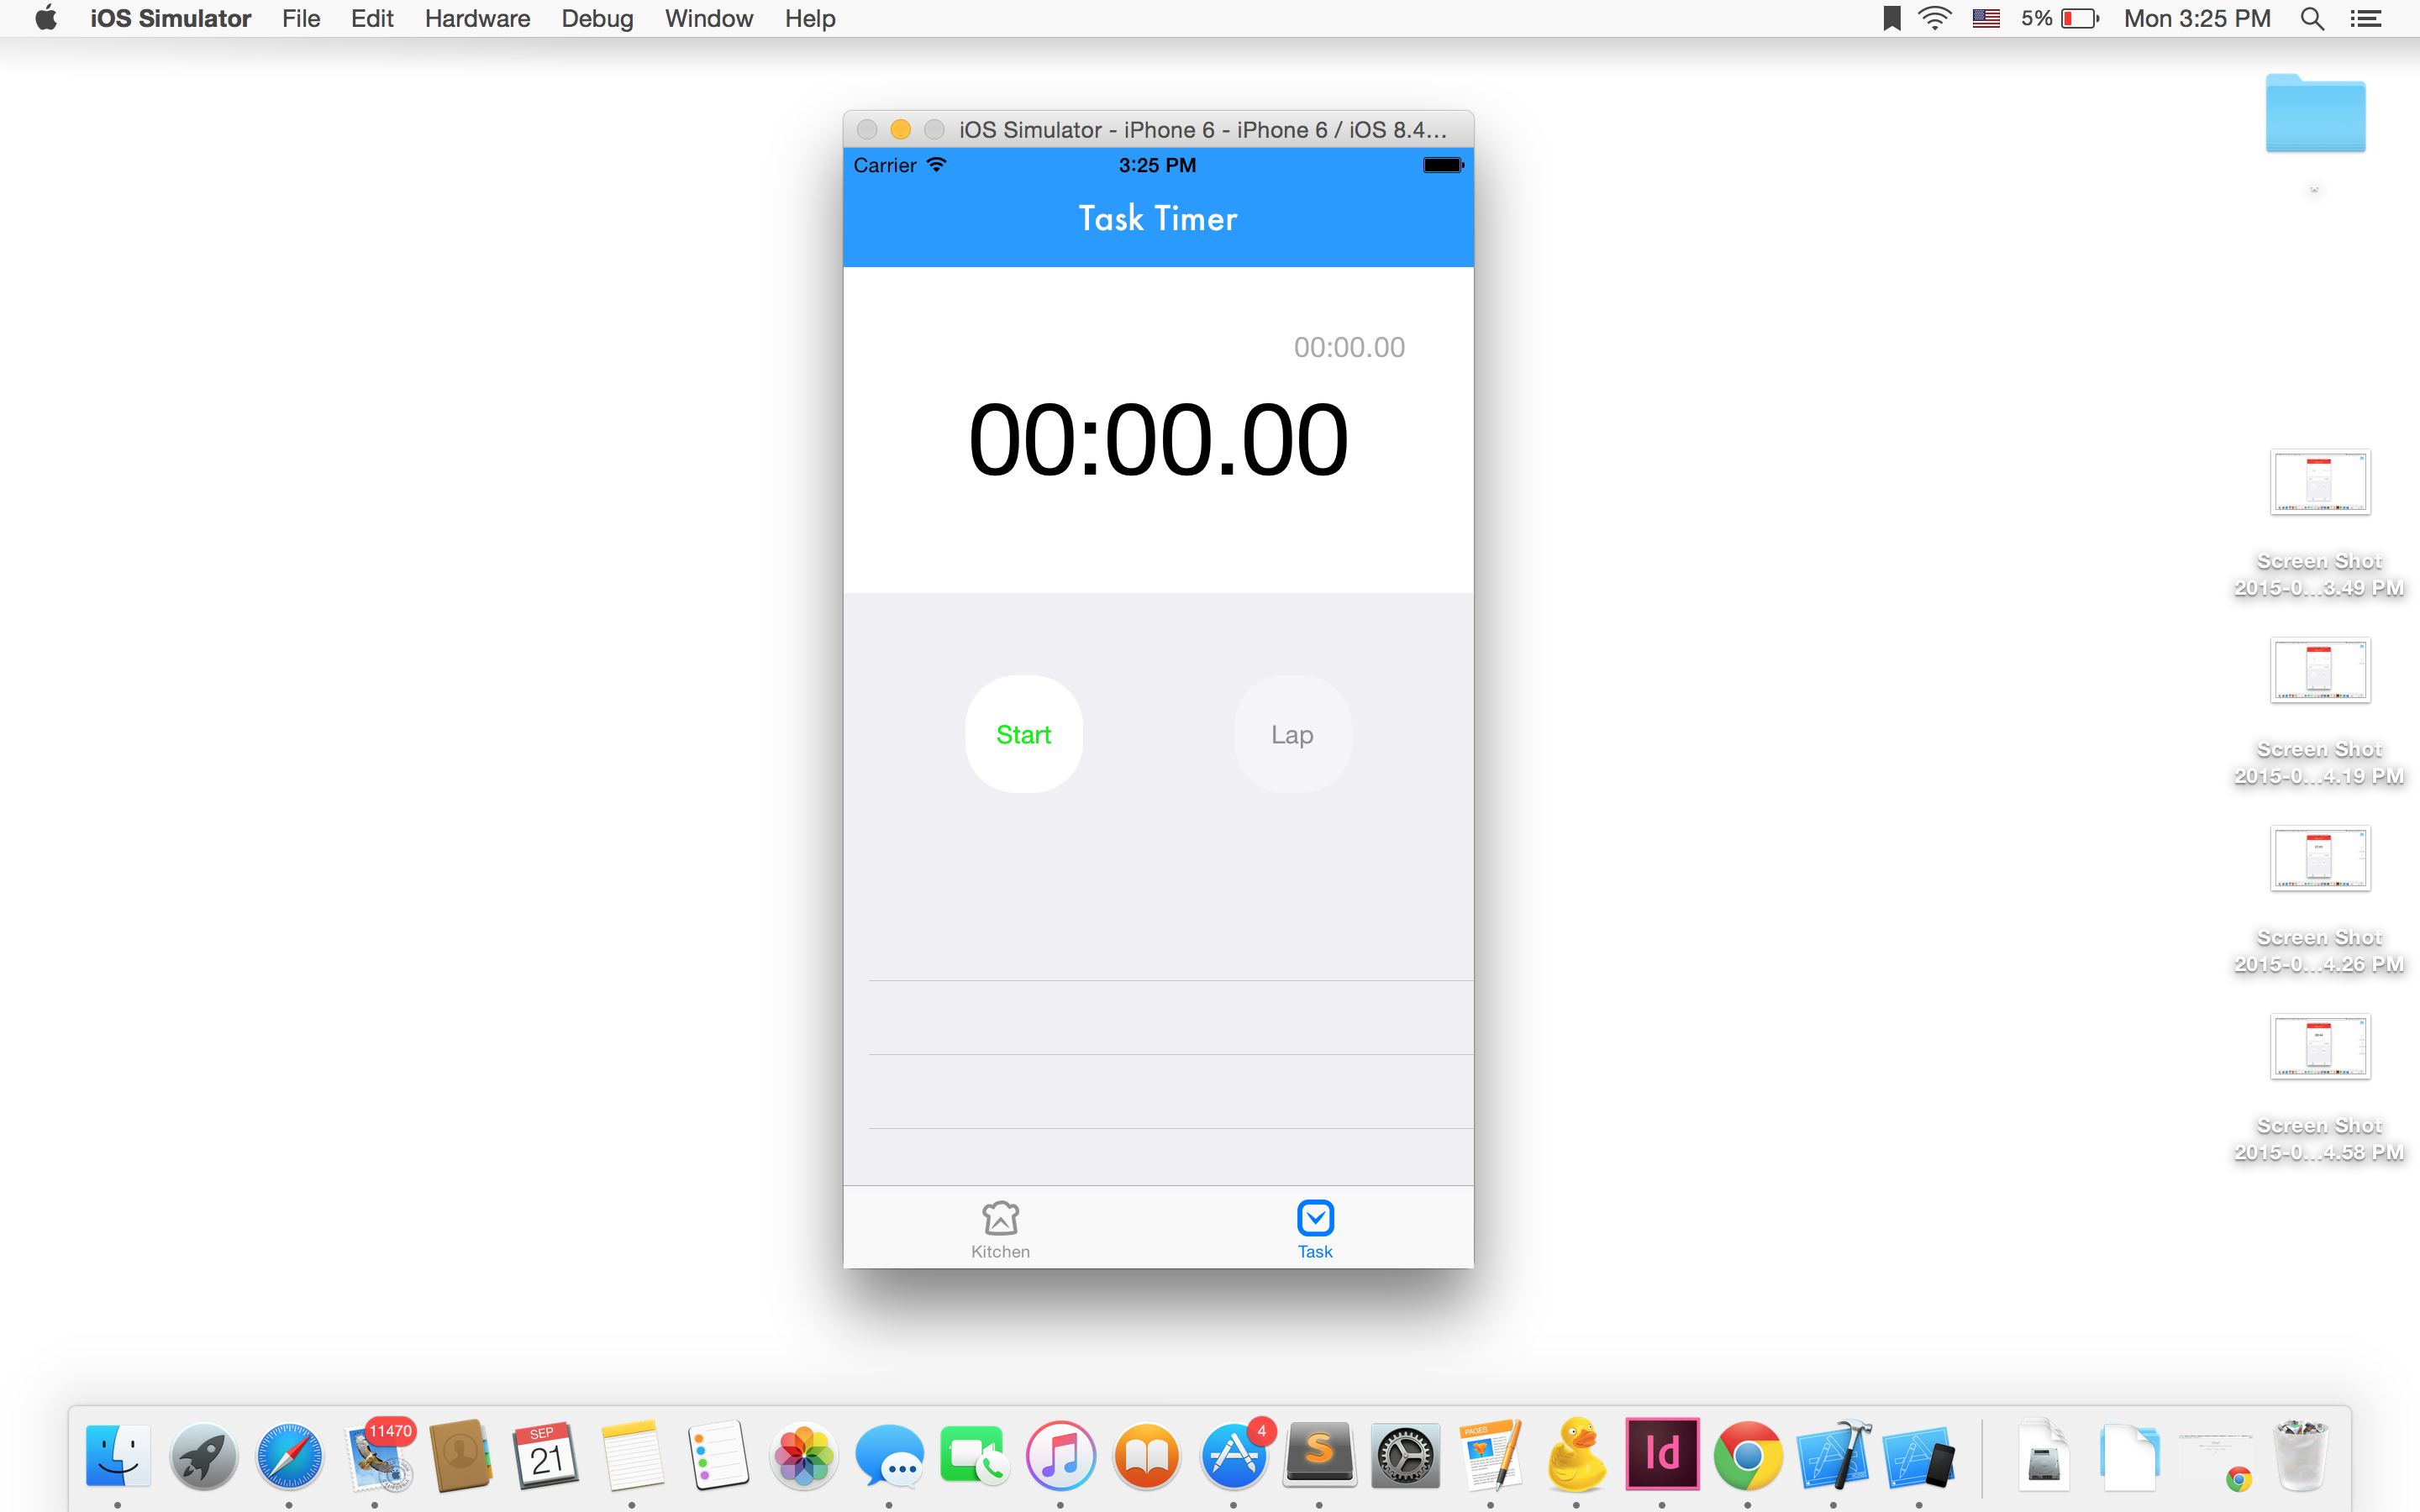 iOS Simulator File Edit Hardware Debug Window Help 5% Mon 3:25 PM
iOS Simulator - iPhone 6 - iPhone 6 / iOS 8.4...
Carrier 3:25 PM
Task Timer
00:00.00
00:00.00
Start Lap
Kitchen Task
Screen Shot
2015-0...3.49 PM
Screen Shot
2015-0...4.19 PM
Screen Shot
2015-0...4.26 PM
Screen Shot
2015-0...4.58 PM
11470
SEP
21
4
S
PAGES
Id